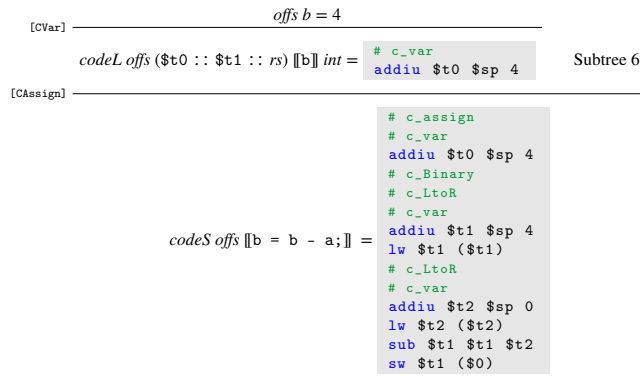 offs b = 4
[CVar]
codeL offs ($t0 :: $t1 :: rs) ⟦b⟧ int =
# c_var
addiu $t0 $sp 4
Subtree 6
[CAssign]
codeS offs ⟦b = b - a;⟧ =
# c_assign
# c_var
addiu $t0 $sp 4
# c_Binary
# c_LtoR
# c_var
addiu $t1 $sp 4
lw $t1 ($t1)
# c_LtoR
# c_var
addiu $t2 $sp 0
lw $t2 ($t2)
sub $t1 $t1 $t2
sw $t1 ($0)